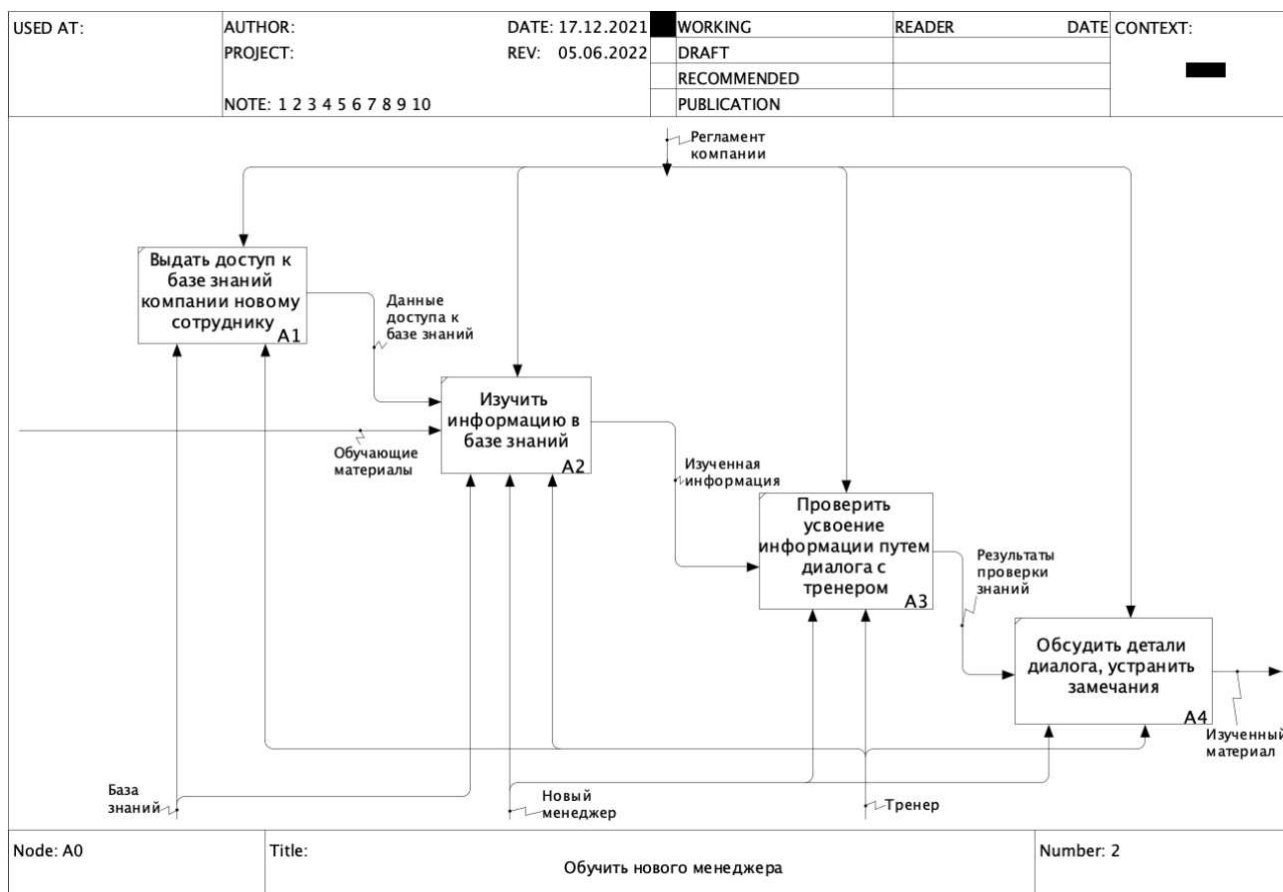 USED AT:
AUTHOR:
DATE: 17.12.2021
WORKING
READER
DATE
CONTEXT:
PROJECT:
REV: 05.06.2022
DRAFT
RECOMMENDED
NOTE: 1 2 3 4 5 6 7 8 9 10
PUBLICATION
Регламент
компании
Выдать доступ к
базе знаний
компании новому
сотруднику
A1
Данные
доступа к
базе знаний
Изучить
информацию в
базе знаний
A2
Обучающие
материалы
Изученная
информация
Проверить
усвоение
информации путем
диалога с
тренером
A3
Результаты
проверки
знаний
Обсудить детали
диалога, устранить
замечания
A4
Изученный
материал
База
знаний
Новый
менеджер
Тренер
Node: A0
Title:
Обучить нового менеджера
Number: 2